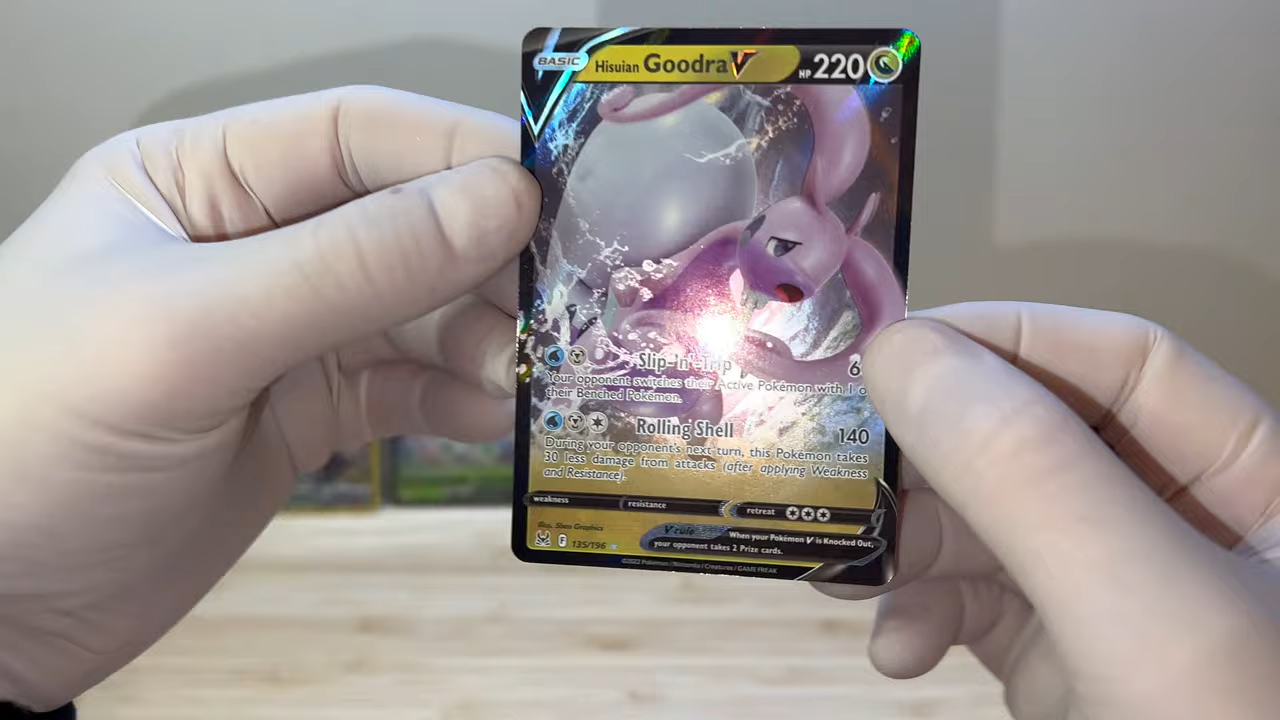 BASIC Hisuian Goodra V HP 220
Slip-'n'-Trip
Your opponent switches their Active Pokémon with 1 o
their Benched Pokémon.
Rolling Shell 140
During your opponent's next turn, this Pokémon takes
30 less damage from attacks (after applying Weakness
and Resistance).
weakness resistance retreat
Illus. Shen Graphics
V rule When your Pokémon V is Knocked Out,
your opponent takes 2 Prize cards.
F 135/196
©2022 Pokémon / Nintendo / Creatures / GAME FREAK